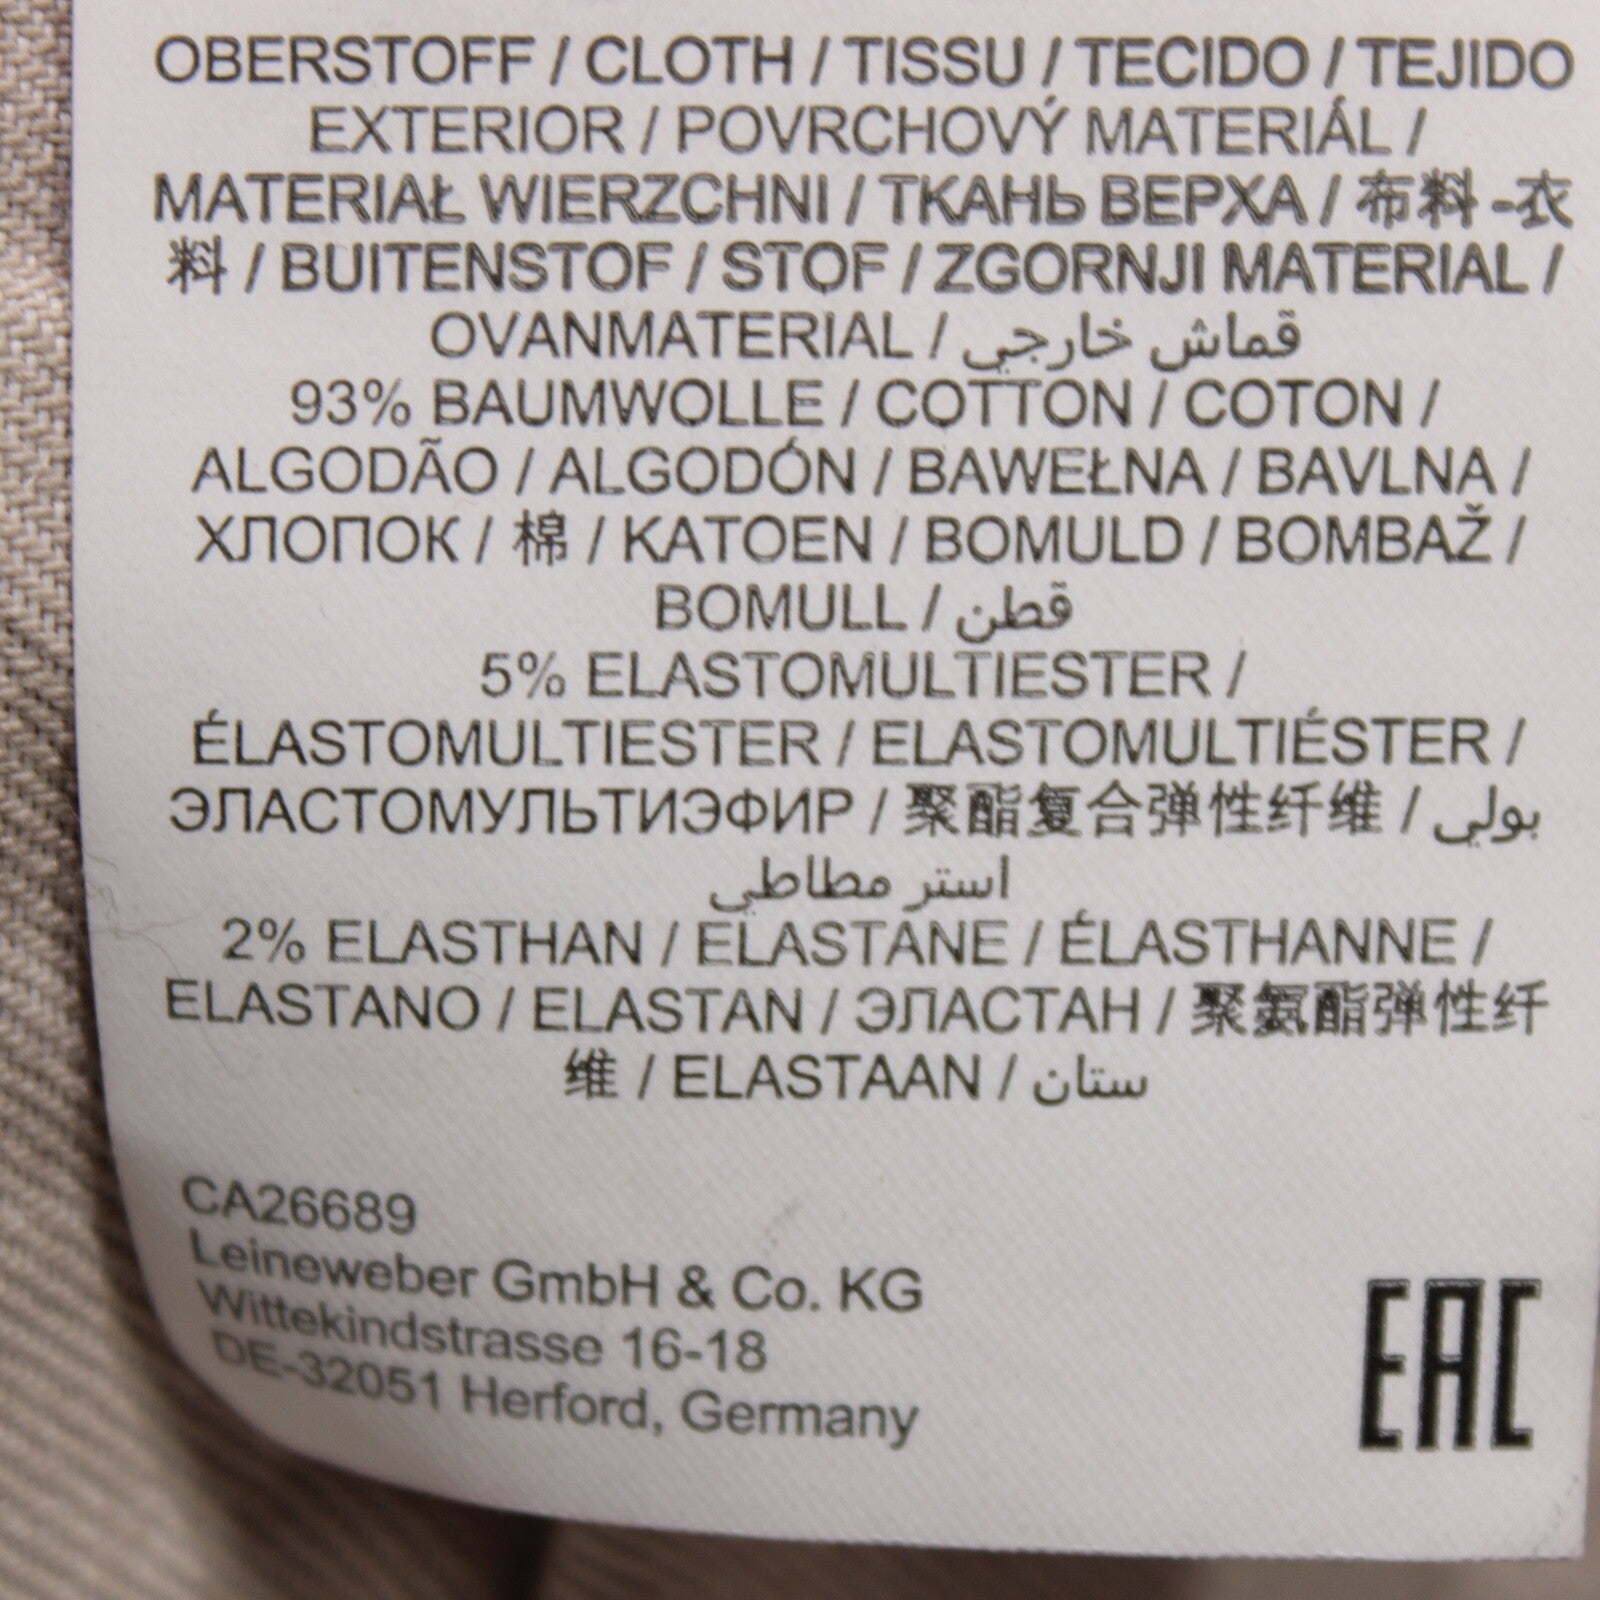 OBERSTOFF / CLOTH / TISSU / TECIDO / TEJIDO
EXTERIOR / POVRCHOVÝ MATERIÁL /
MATERIAŁ WIERZCHNI / ТКАНЬ ВЕРХА / 布料 -衣
料 / BUITENSTOF / STOF / ZGORNJI MATERIAL /
OVANMATERIAL / قماش خارجي
93% BAUMWOLLE / COTTON / COTON /
ALGODÃO / ALGODÓN / BAWEŁNA / BAVLNA /
ХЛОПОК / 棉 / KATOEN / BOMULD / BOMBAŽ /
BOMULL / قطن
5% ELASTOMULTIESTER /
ÉLASTOMULTIESTER / ELASTOMULTIÉSTER /
ЭЛАСТОМУЛЬТИЭФИР / 聚酯复合弹性纤维 / بولي
استر مطاطي
2% ELASTHAN / ELASTANE / ÉLASTHANNE /
ELASTANO / ELASTAN / ЭЛАСТАН / 聚氨酯弹性纤
维 / ELASTAAN / ستان
CA26689
Leineweber GmbH & Co. KG
Wittekindstrasse 16-18
DE-32051 Herford, Germany
EAC